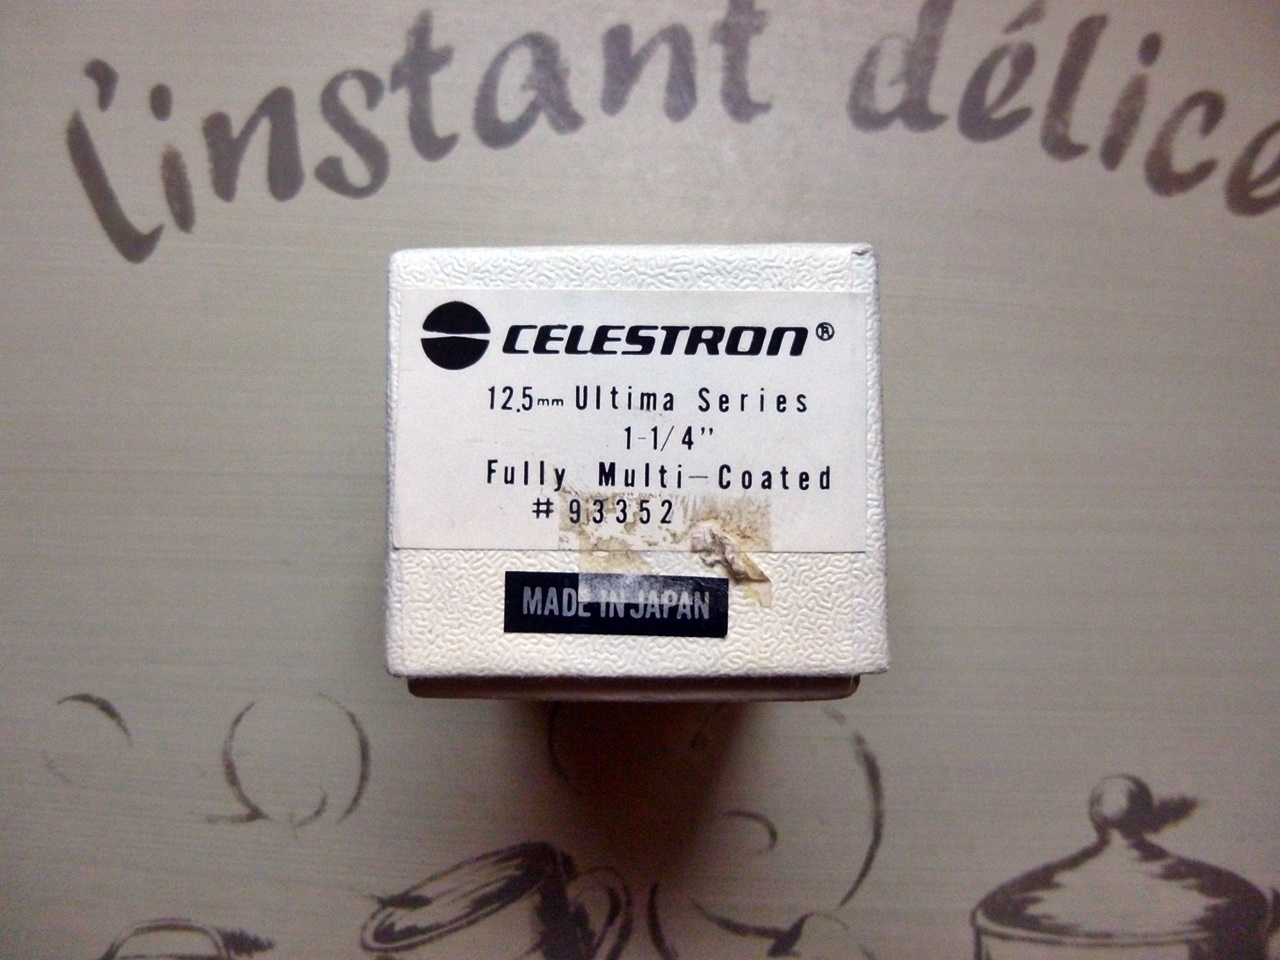 l'instant délice
CELESTRON®
12.5mm Ultima Series
1-1/4"
Fully Multi-Coated
# 93352
MADE IN JAPAN